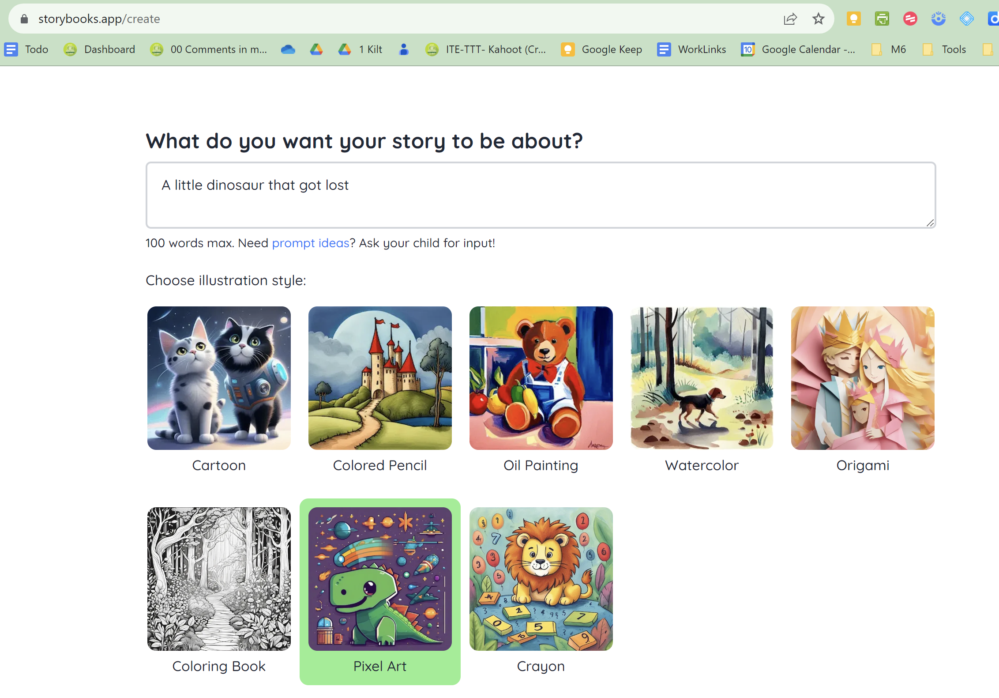 storybooks.app/create
Todo Dashboard 00 Comments in m... 1 Kilt ITE-TTT- Kahoot (Cr... Google Keep WorkLinks 10 Google Calendar -... M6 Tools
What do you want your story to be about?
A little dinosaur that got lost
100 words max. Need prompt ideas? Ask your child for input!
Choose illustration style:
Cartoon Colored Pencil Oil Painting Watercolor Origami
Coloring Book Pixel Art Crayon